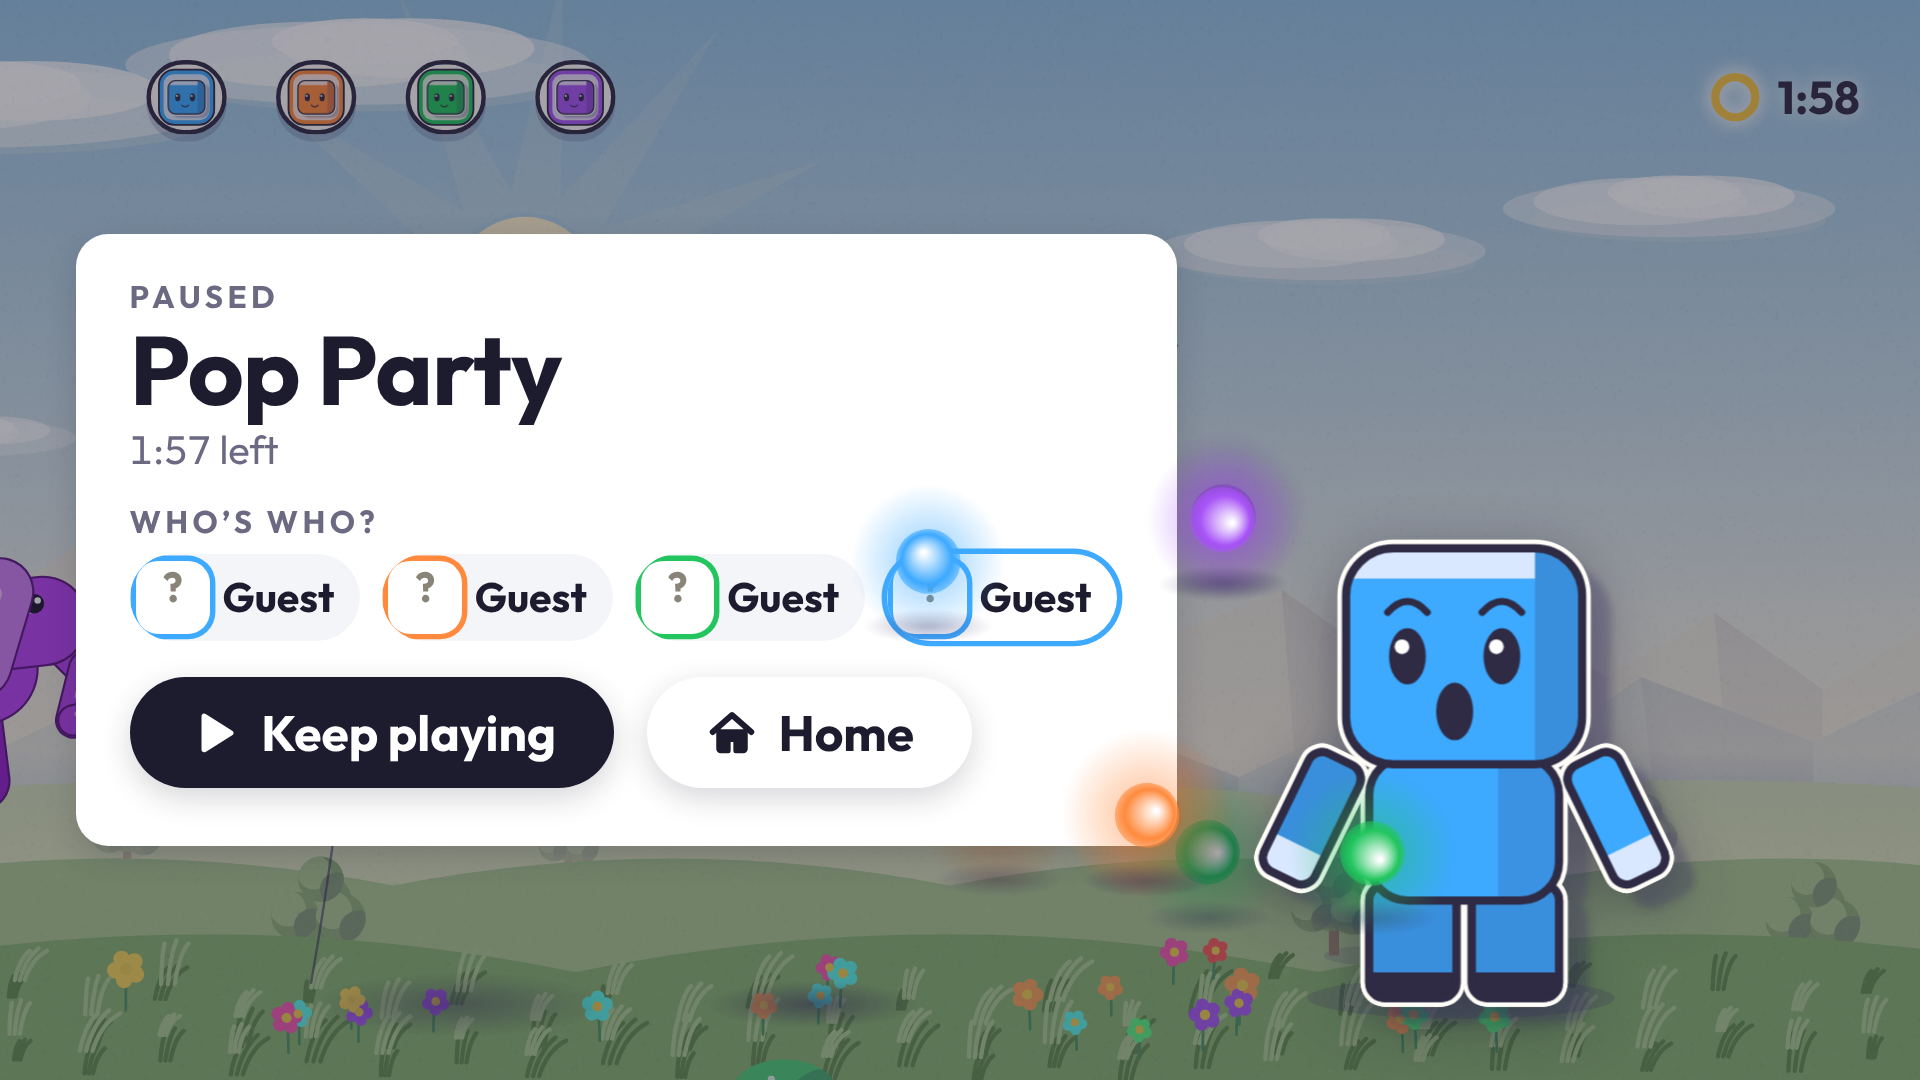 1:58
PAUSED
Pop Party
1:57 left
WHO'S WHO?
? Guest ? Guest ? Guest Guest
Keep playing Home